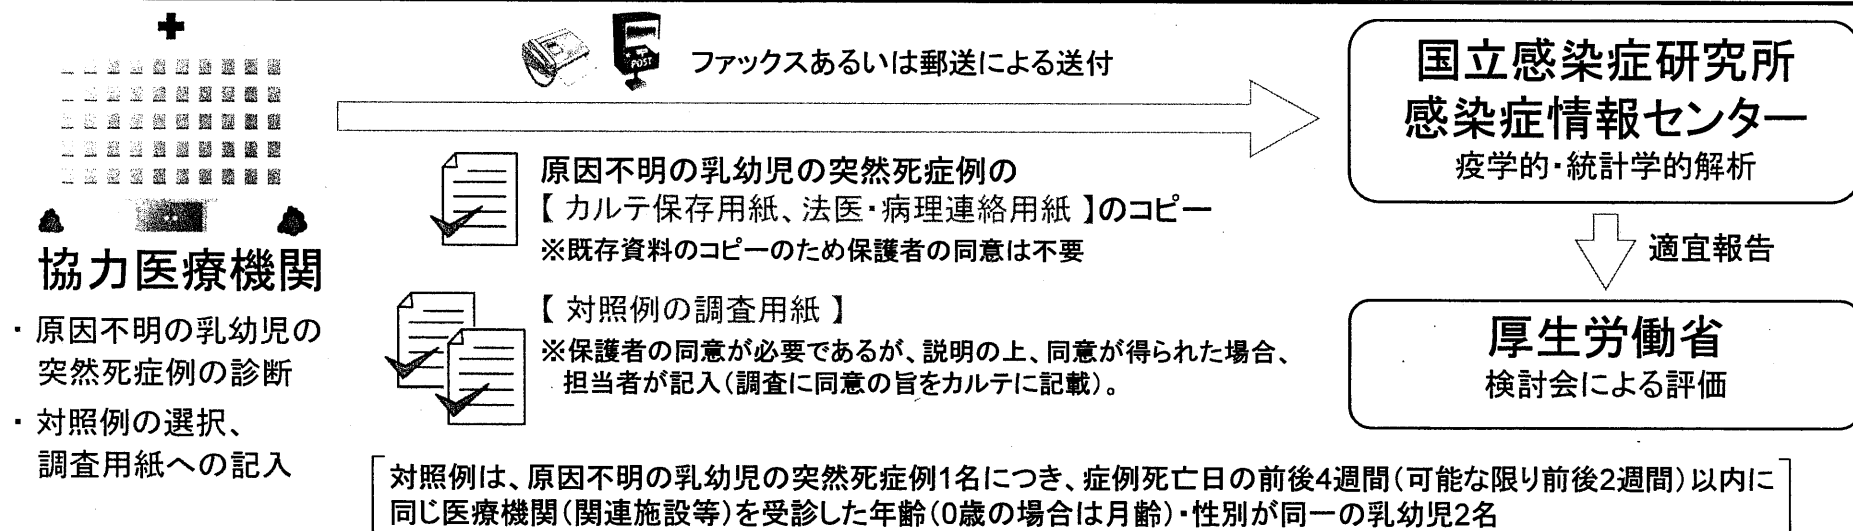 POST
ファックスあるいは郵送による送付
国立感染症研究所
感染症情報センター
疫学的・統計学的解析
原因不明の乳幼児の突然死症例の
【 カルテ保存用紙、法医・病理連絡用紙 】のコピー
※既存資料のコピーのため保護者の同意は不要
適宜報告
協力医療機関
・原因不明の乳幼児の
突然死症例の診断
・対照例の選択、
調査用紙への記入
【 対照例の調査用紙 】
※保護者の同意が必要であるが、説明の上、同意が得られた場合、
担当者が記入(調査に同意の旨をカルテに記載)。
厚生労働省
検討会による評価
対照例は、原因不明の乳幼児の突然死症例1名につき、症例死亡日の前後4週間(可能な限り前後2週間)以内に
同じ医療機関(関連施設等)を受診した年齢(0歳の場合は月齢)・性別が同一の乳幼児2名